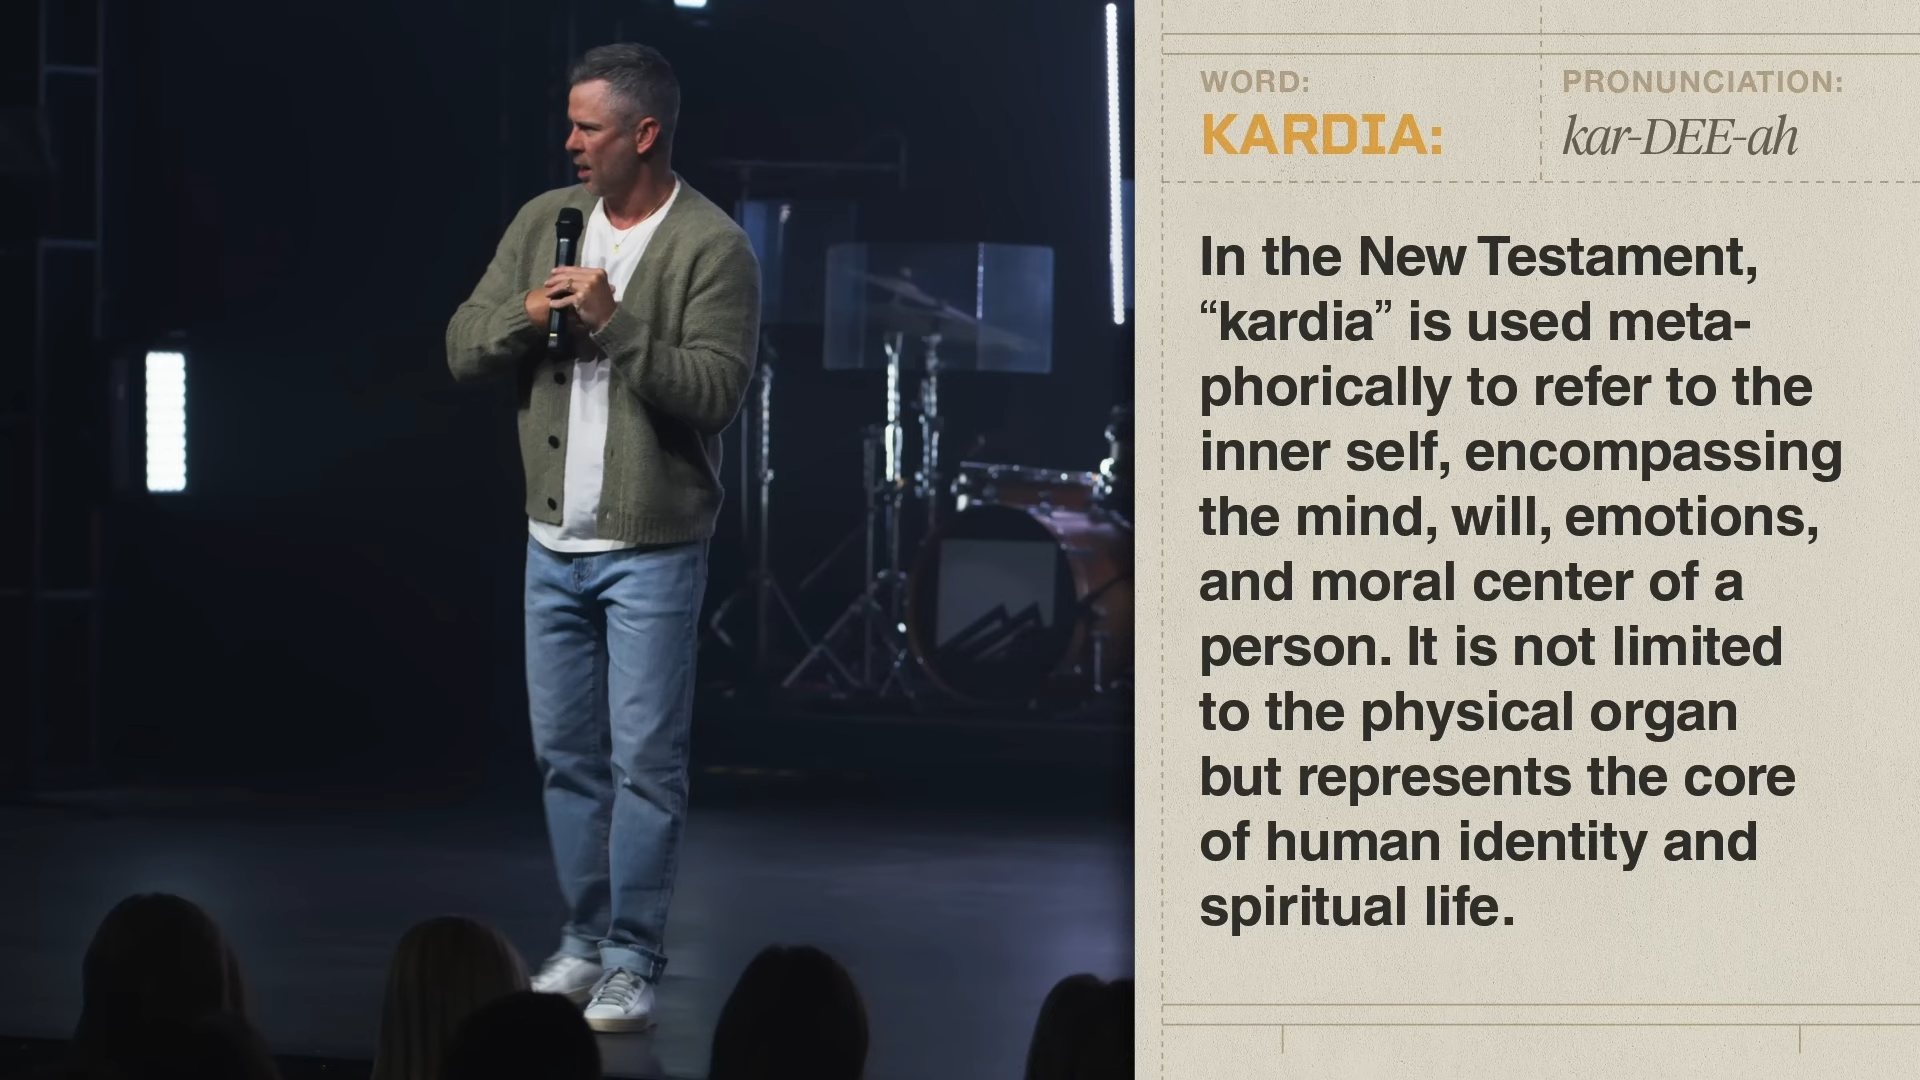 WORD:
KARDIA:
PRONUNCIATION:
kar-DEE-ah
In the New Testament,
“kardia” is used meta-
phorically to refer to the
inner self, encompassing
the mind, will, emotions,
and moral center of a
person. It is not limited
to the physical organ
but represents the core
of human identity and
spiritual life.